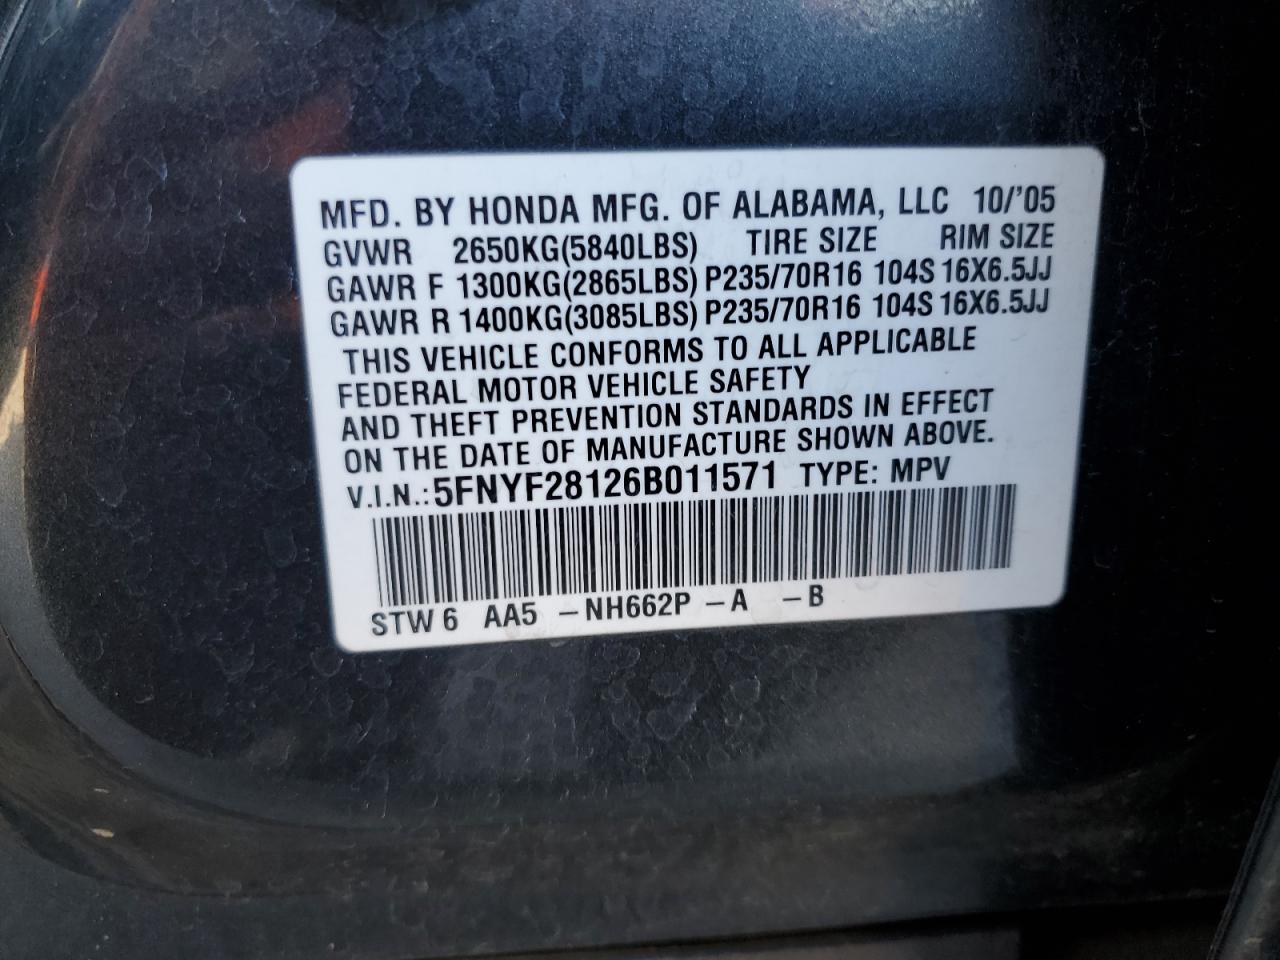 MFD. BY HONDA MFG. OF ALABAMA, LLC 10/'05
GVWR 2650KG(5840LBS) TIRE SIZE RIM SIZE
GAWR F 1300KG(2865LBS) P235/70R16 104S 16X6.5JJ
GAWR R 1400KG(3085LBS) P235/70R16 104S 16X6.5JJ
THIS VEHICLE CONFORMS TO ALL APPLICABLE
FEDERAL MOTOR VEHICLE SAFETY
AND THEFT PREVENTION STANDARDS IN EFFECT
ON THE DATE OF MANUFACTURE SHOWN ABOVE.
V.I.N.:5FNYF28126B011571 TYPE: MPV
STW6 AA5 -NH662P -A -B